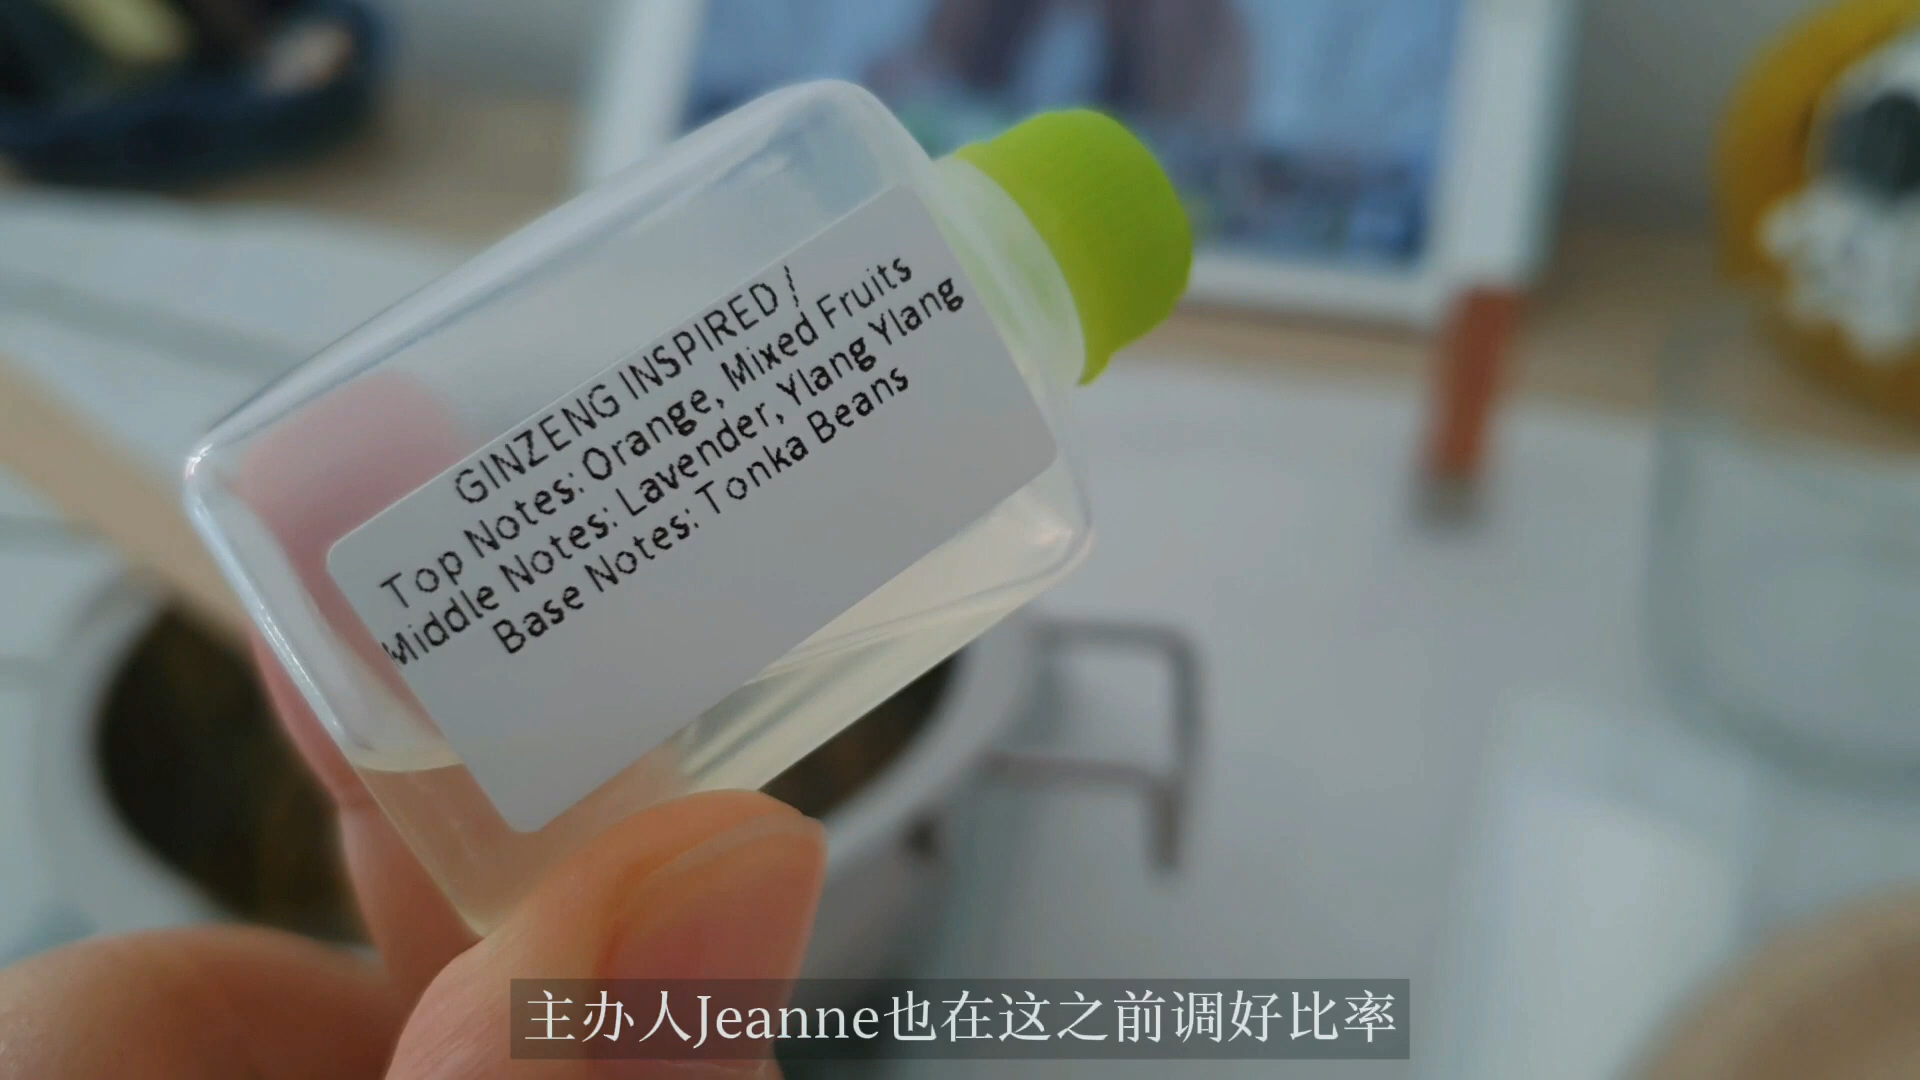 GINZENG INSPIRED /
Top Notes: Orange, Mixed Fruits
Middle Notes: Lavender, Ylang Ylang
Base Notes: Tonka Beans
主办人Jeanne也在这之前调好比率